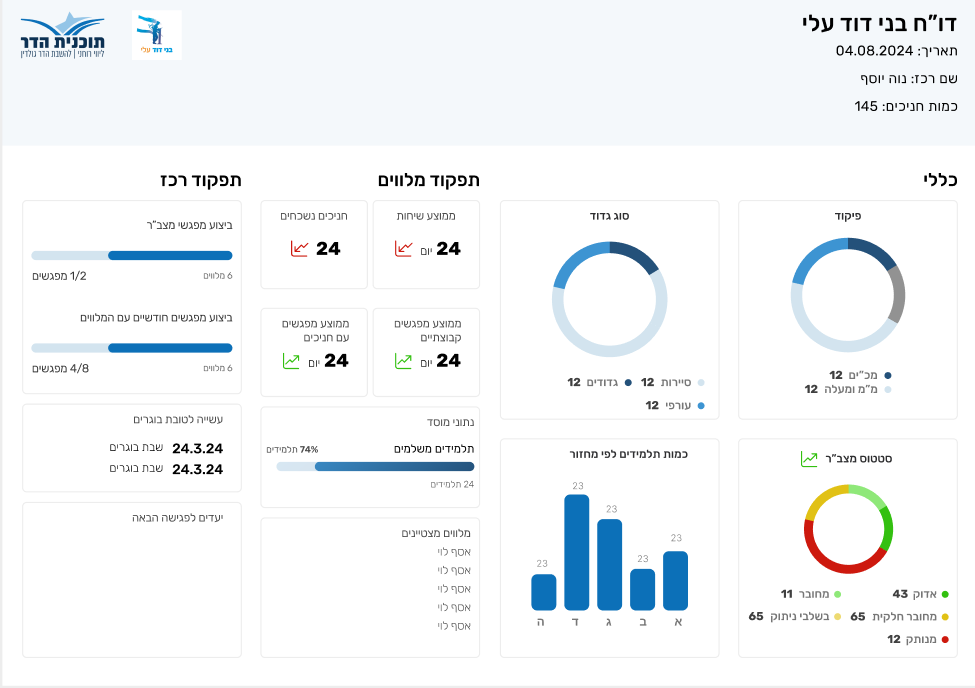 דו”ח בני דוד עלי
תאריך: 04.08.2024
שם רכז: נוה יוסף
כמות חניכים: 145
בני דוד עלי
תוכנית הדר
ליווי רוחני | להשבת הדר גולדין
כללי
פיקוד
מכ”ים 12
מ”מ ומעלה 12
סוג גדוד
סיירות 12
גדודים 12
עורפי 12
סטטוס מצב”ר
אדוק 43
מחובר 11
מחובר חלקית 65
בשלבי ניתוק 65
מנותק 12
כמות תלמידים לפי מחזור
23
23
23
23
23
א
ב
ג
ד
ה
תפקוד מלווים
ממוצע שיחות
24 יום
חניכים נשכחים
24
ממוצע מפגשים
קבוצתיים
24 יום
ממוצע מפגשים
עם חניכים
24 יום
נתוני מוסד
תלמידים משלמים
74% תלמידים
24 תלמידים
מלווים מצטיינים
אסף לוי
אסף לוי
אסף לוי
אסף לוי
אסף לוי
תפקוד רכז
ביצוע מפגשי מצב”ר
6 מלווים
1/2 מפגשים
ביצוע מפגשים חודשיים עם המלווים
6 מלווים
4/8 מפגשים
עשייה לטובת בוגרים
24.3.24 שבת בוגרים
24.3.24 שבת בוגרים
יעדים לפגישה הבאה